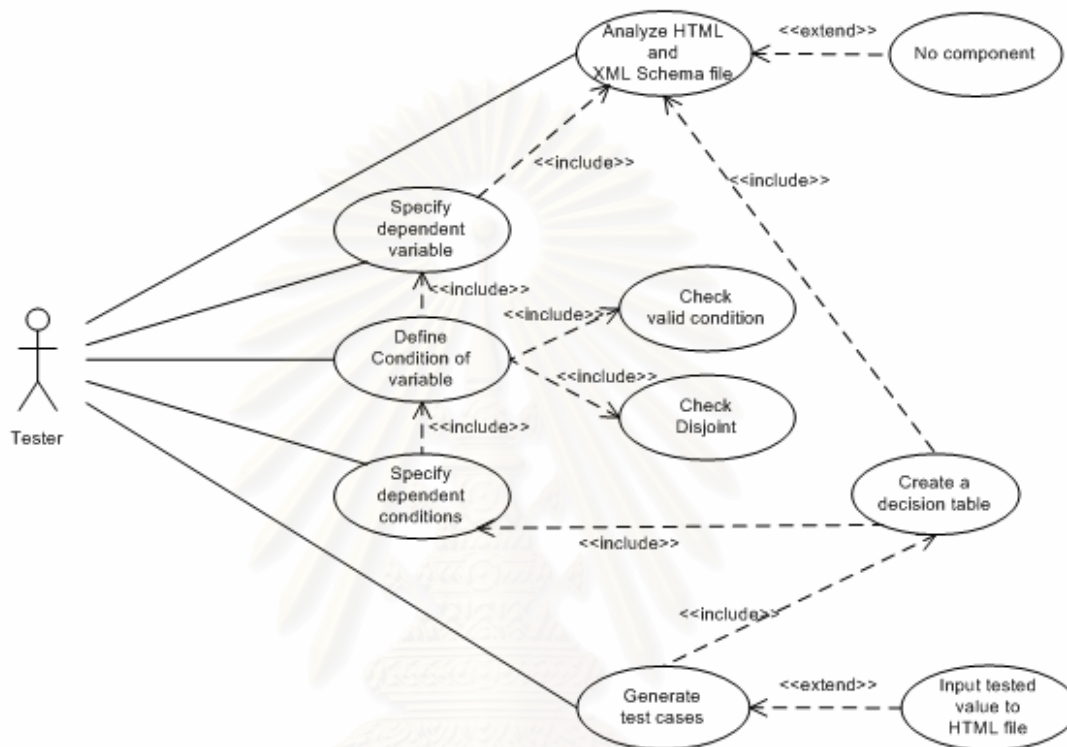 Analyze HTML
and
XML Schema file
<<extend>>
No component
<<include>>
<<include>>
Specify
dependent
variable
<<include>>
Check
valid condition
<<include>>
Define
Condition of
variable
<<include>>
Check
Disjoint
Tester
<<include>>
Specify
dependent
conditions
Create a
decision table
<<include>>
<<include>>
Generate
test cases
<<extend>>
Input tested
value to
HTML file